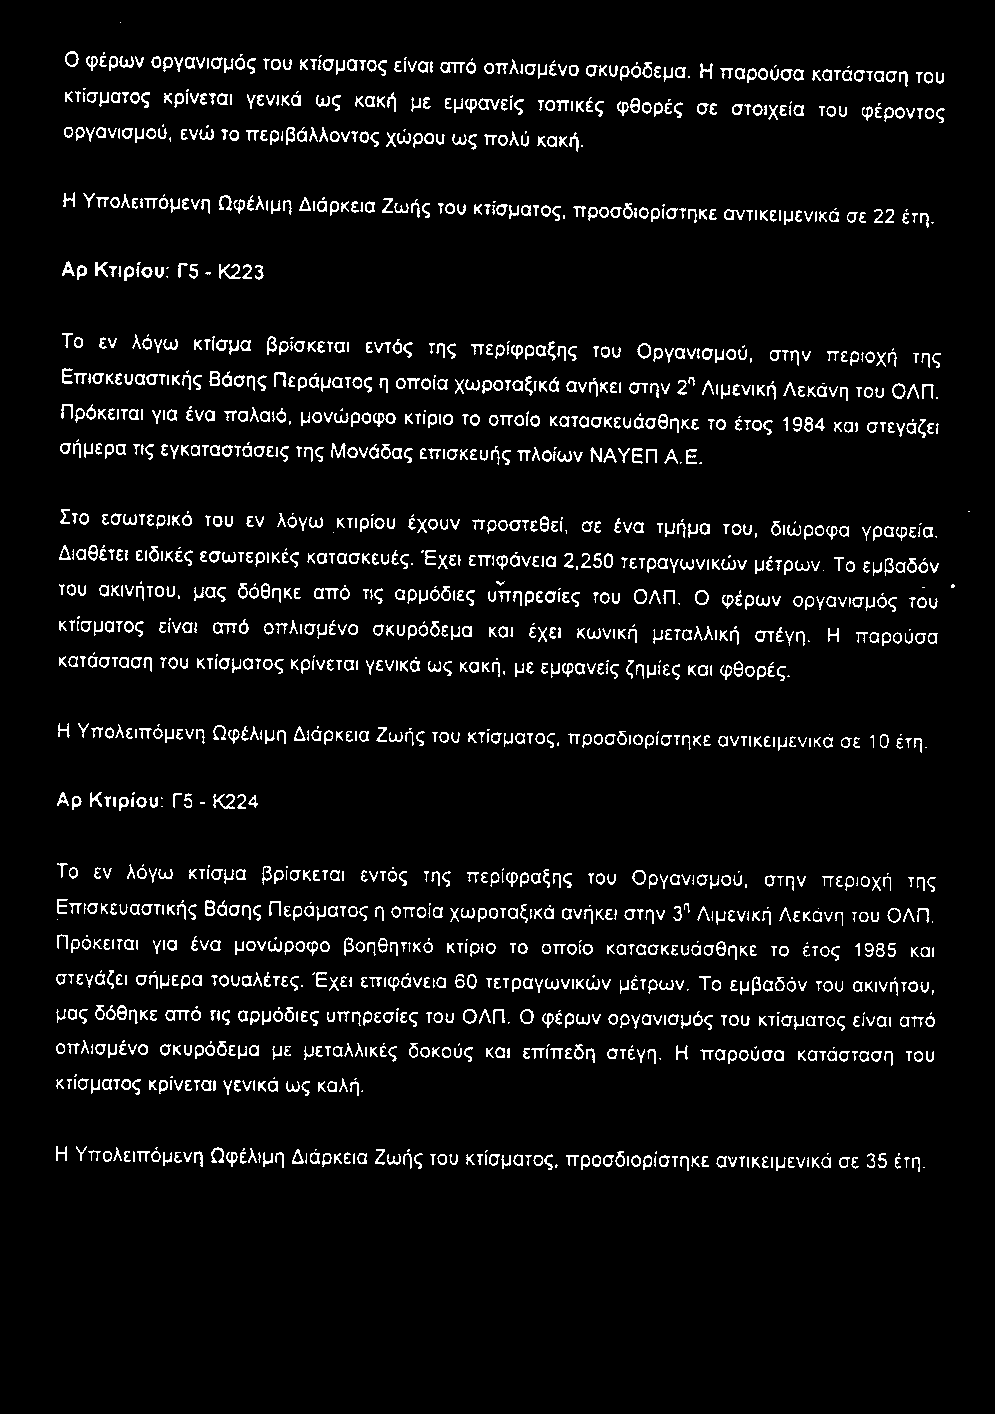 Ο φέρων οργανισμός του κτίσματος είναι από οπλισμένο σκυρόδεμα. Η παρούσα κατάσταση του
κτίσματος κρίνεται γενικά ως κακή με εμφανείς τοπικές φθορές σε στοιχεία του φέροντος
οργανισμού, ενώ το περιβάλλοντος χώρου ως πολύ κακή.
Η Υπολειπόμενη Ωφέλιμη Διάρκεια Ζωής του κτίσματος, προσδιορίστηκε αντικειμενικά σε 22 έτη.
Αρ Κτιρίου: Γ5 - Κ223
Το εν λόγω κτίσμα βρίσκεται εντός της περίφραξης του Οργανισμού, στην περιοχή της
Επισκευαστικής Βάσης Περάματος η οποία χωροταξικά ανήκει στην 2η Λιμενική Λεκάνη του ΟΛΠ.
Πρόκειται για ένα παλαιό, μονώροφο κτίριο το οποίο κατασκευάσθηκε το έτος 1984 και στεγάζει
σήμερα τις εγκαταστάσεις της Μονάδας επισκευής πλοίων ΝΑΥΕΠ Α.Ε.
Στο εσωτερικό του εν λόγω κτιρίου έχουν προστεθεί, σε ένα τμήμα του, διώροφα γραφεία.
Διαθέτει ειδικές εσωτερικές κατασκευές. Έχει επιφάνεια 2,250 τετραγωνικών μέτρων. Το εμβαδόν
του ακινήτου, μας δόθηκε από τις αρμόδιες υπηρεσίες του ΟΛΠ. Ο φέρων οργανισμός του
κτίσματος είναι από οπλισμένο σκυρόδεμα και έχει κωνική μεταλλική στέγη. Η παρούσα
κατάσταση του κτίσματος κρίνεται γενικά ως κακή, με εμφανείς ζημίες και φθορές.
Η Υπολειπόμενη Ωφέλιμη Διάρκεια Ζωής του κτίσματος, προσδιορίστηκε αντικειμενικά σε 10 έτη.
Αρ Κτιρίου: Γ5 - Κ224
Το εν λόγω κτίσμα βρίσκεται εντός της περίφραξης του Οργανισμού, στην περιοχή της
Επισκευαστικής Βάσης Περάματος η οποία χωροταξικά ανήκει στην 3η Λιμενική Λεκάνη του ΟΛΠ.
Πρόκειται για ένα μονώροφο βοηθητικό κτίριο το οποίο κατασκευάσθηκε το έτος 1985 και
στεγάζει σήμερα τουαλέτες. Έχει επιφάνεια 60 τετραγωνικών μέτρων. Το εμβαδόν του ακινήτου,
μας δόθηκε από τις αρμόδιες υπηρεσίες του ΟΛΠ. Ο φέρων οργανισμός του κτίσματος είναι από
οπλισμένο σκυρόδεμα με μεταλλικές δοκούς και επίπεδη στέγη. Η παρούσα κατάσταση του
κτίσματος κρίνεται γενικά ως καλή.
Η Υπολειπόμενη Ωφέλιμη Διάρκεια Ζωής του κτίσματος, προσδιορίστηκε αντικειμενικά σε 35 έτη.